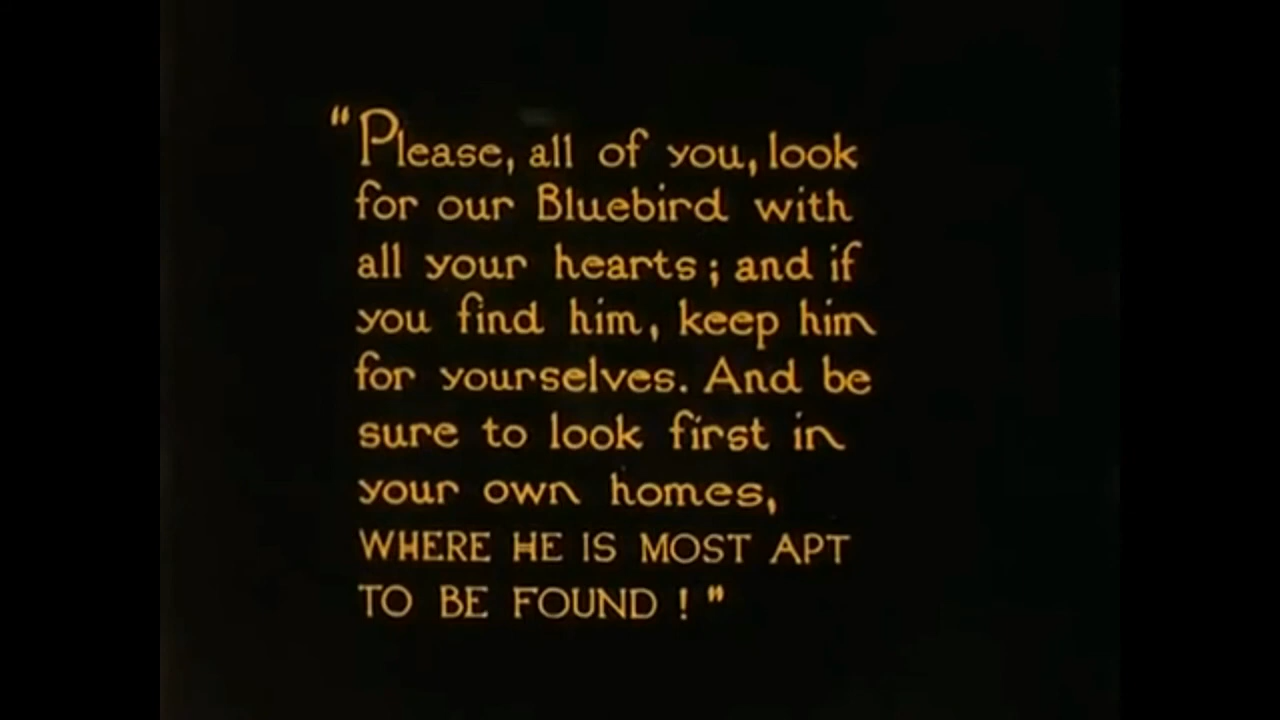 "Please, all of you, look
for our Bluebird with
all your hearts; and if
you find him, keep him
for yourselves. And be
sure to look first in
your own homes,
WHERE HE IS MOST APT
TO BE FOUND!"